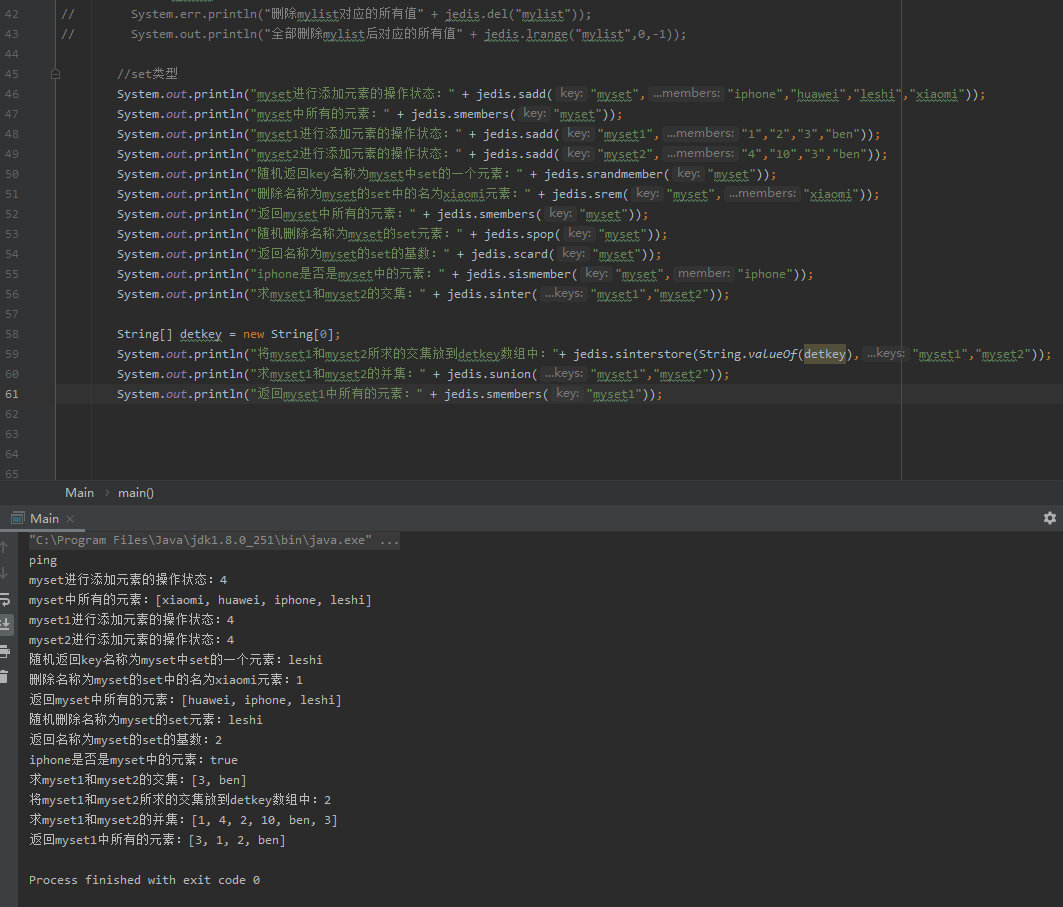 42 // System.err.println("删除mylist对应的所有值" + jedis.del("mylist"));
43 // System.out.println("全部删除mylist后对应的所有值" + jedis.lrange("mylist",0,-1));
44
45 //set类型
46 System.out.println("myset进行添加元素的操作状态：" + jedis.sadd( key: "myset", ...members: "iphone","huawei","leshi","xiaomi"));
47 System.out.println("myset中所有的元素：" + jedis.smembers( key: "myset"));
48 System.out.println("myset1进行添加元素的操作状态：" + jedis.sadd( key: "myset1", ...members: "1","2","3","ben"));
49 System.out.println("myset2进行添加元素的操作状态：" + jedis.sadd( key: "myset2", ...members: "4","10","3","ben"));
50 System.out.println("随机返回key名称为myset中set的一个元素：" + jedis.srandmember( key: "myset"));
51 System.out.println("删除名称为myset的set中的名为xiaomi元素：" + jedis.srem( key: "myset", ...members: "xiaomi"));
52 System.out.println("返回myset中所有的元素：" + jedis.smembers( key: "myset"));
53 System.out.println("随机删除名称为myset的set元素：" + jedis.spop( key: "myset"));
54 System.out.println("返回名称为myset的set的基数：" + jedis.scard( key: "myset"));
55 System.out.println("iphone是否是myset中的元素：" + jedis.sismember( key: "myset", member: "iphone"));
56 System.out.println("求myset1和myset2的交集：" + jedis.sinter( ...keys: "myset1","myset2"));
57
58 String[] detkey = new String[0];
59 System.out.println("将myset1和myset2所求的交集放到detkey数组中："+ jedis.sinterstore(String.valueOf(detkey), ...keys: "myset1","myset2"));
60 System.out.println("求myset1和myset2的并集：" + jedis.sunion( ...keys: "myset1","myset2"));
61 System.out.println("返回myset1中所有的元素：" + jedis.smembers( key: "myset1"));
62
63
64
65
Main › main()
Main ×
"C:\Program Files\Java\jdk1.8.0_251\bin\java.exe" ...
ping
myset进行添加元素的操作状态：4
myset中所有的元素：[xiaomi, huawei, iphone, leshi]
myset1进行添加元素的操作状态：4
myset2进行添加元素的操作状态：4
随机返回key名称为myset中set的一个元素：leshi
删除名称为myset的set中的名为xiaomi元素：1
返回myset中所有的元素：[huawei, iphone, leshi]
随机删除名称为myset的set元素：leshi
返回名称为myset的set的基数：2
iphone是否是myset中的元素：true
求myset1和myset2的交集：[3, ben]
将myset1和myset2所求的交集放到detkey数组中：2
求myset1和myset2的并集：[1, 4, 2, 10, ben, 3]
返回myset1中所有的元素：[3, 1, 2, ben]
Process finished with exit code 0